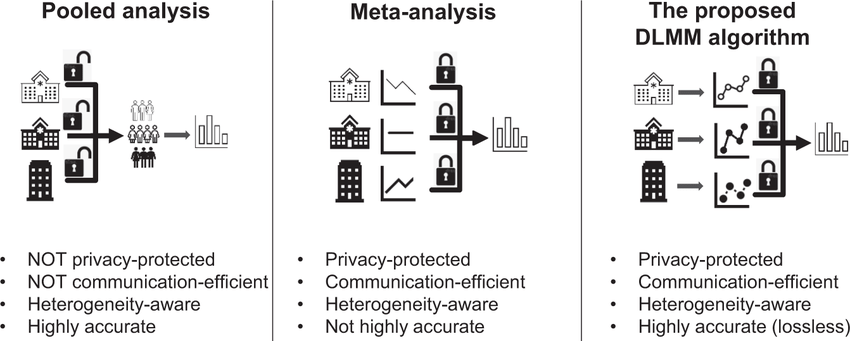 Pooled analysis
• NOT privacy-protected
• NOT communication-efficient
• Heterogeneity-aware
• Highly accurate
Meta-analysis
• Privacy-protected
• Communication-efficient
• Heterogeneity-aware
• Not highly accurate
The proposed
DLMM algorithm
• Privacy-protected
• Communication-efficient
• Heterogeneity-aware
• Highly accurate (lossless)